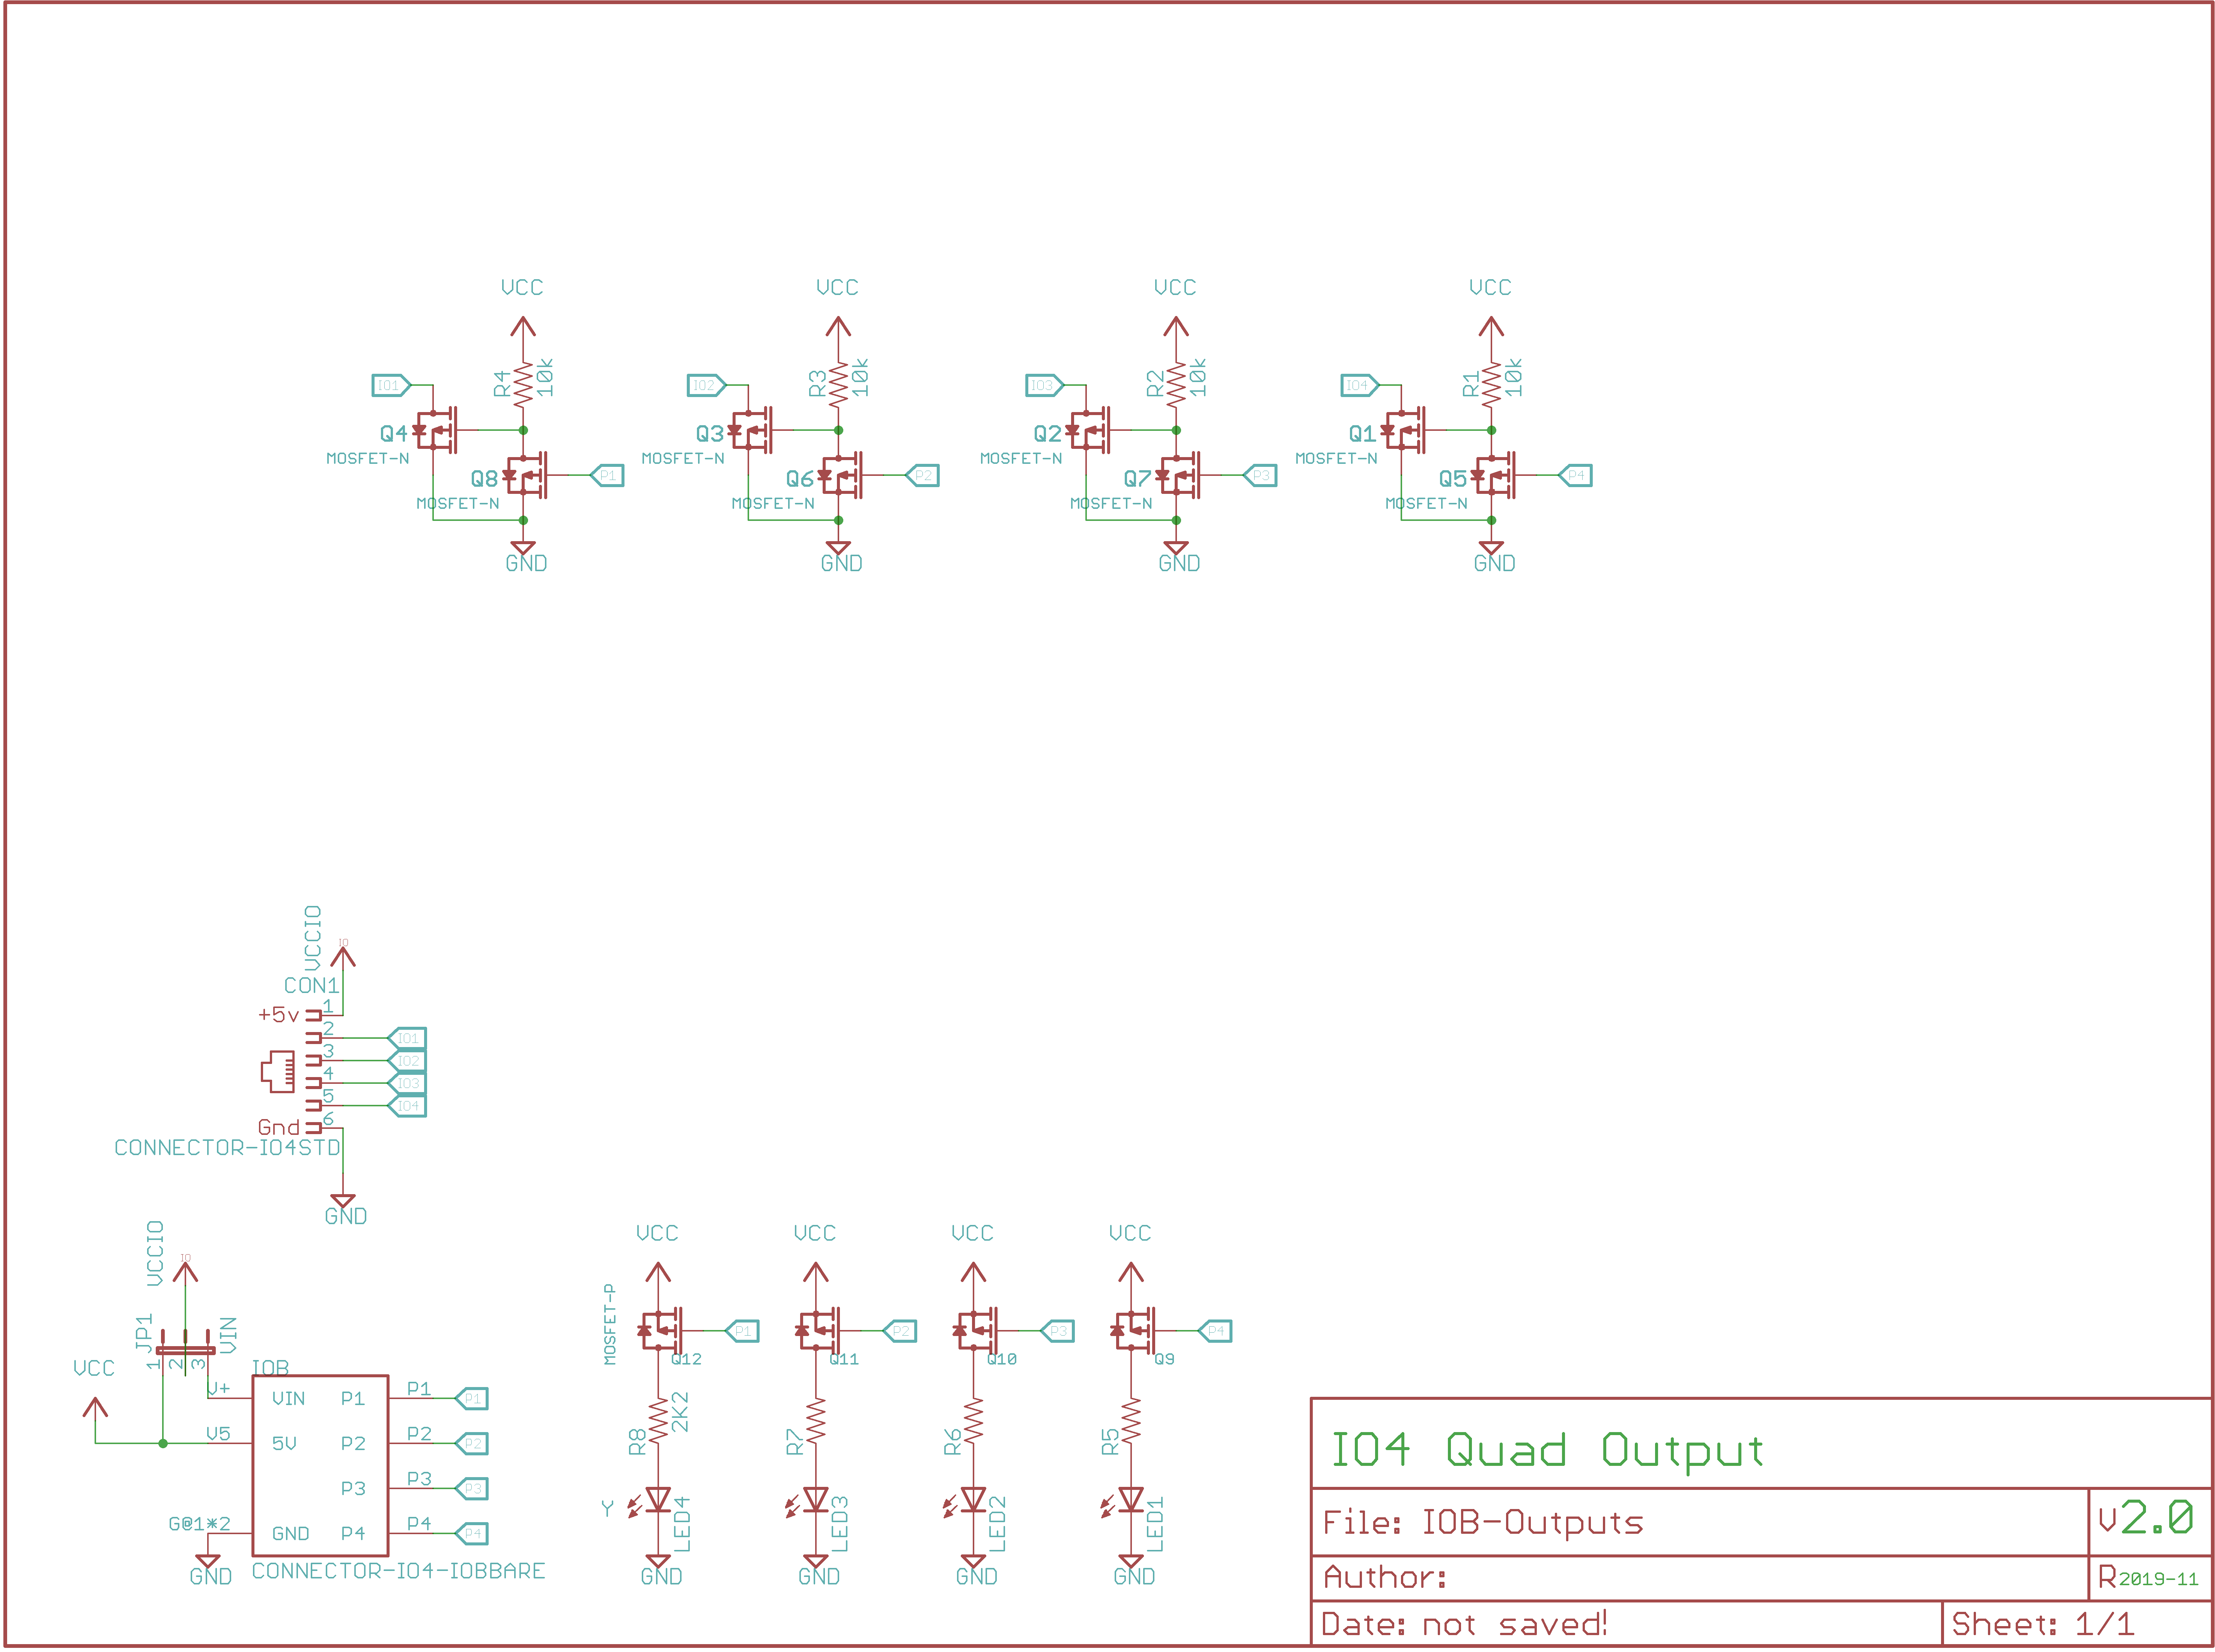 VCC VCC VCC VCC
IO1 R4 10k IO2 R3 10k IO3 R2 10k IO4 R1 10k
Q4 Q3 Q2 Q1
MOSFET-N MOSFET-N MOSFET-N MOSFET-N
Q8 P1 Q6 P2 Q7 P3 Q5 P4
MOSFET-N MOSFET-N MOSFET-N MOSFET-N
GND GND GND GND
VCCIO
IO
CON1
+5v 1
2 IO1
3 IO2
4 IO3
5 IO4
Gnd 6
CONNECTOR-IO4STD
GND
VCCIO
IO
JP1
VIN
1 2 3
VCC
IOB
V+ VIN P1 P1 P1
V5 5V P2 P2 P2
P3 P3 P3
G@1*2 GND P4 P4 P4
GND
CONNECTOR-IO4-IOBBARE
VCC VCC VCC VCC
MOSFET-P
P1 P2 P3 P4
Q12 Q11 Q10 Q9
R8 2K2 R7 R6 R5
Y LED4 LED3 LED2 LED1
GND GND GND GND
IO4 Quad Output
File: IOB-Outputs V2.0
Author: R2019-11
Date: not saved! Sheet: 1/1